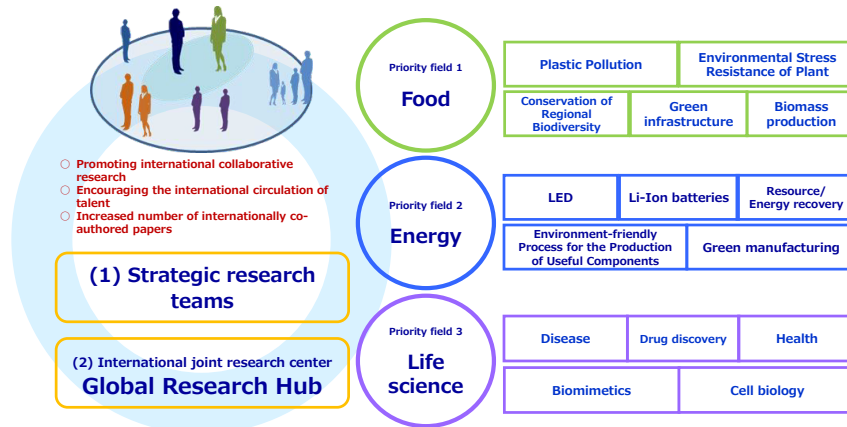 ○ Promoting international collaborative
research
○ Encouraging the international circulation of
talent
○ Increased number of internationally co-
authored papers
(1) Strategic research
teams
(2) International joint research center
Global Research Hub
Priority field 1
Food
Plastic Pollution
Environmental Stress
Resistance of Plant
Conservation of
Regional
Biodiversity
Green
infrastructure
Biomass
production
Priority field 2
Energy
LED
Li-Ion batteries
Resource/
Energy recovery
Environment-friendly
Process for the Production
of Useful Components
Green manufacturing
Priority field 3
Life
science
Disease
Drug discovery
Health
Biomimetics
Cell biology